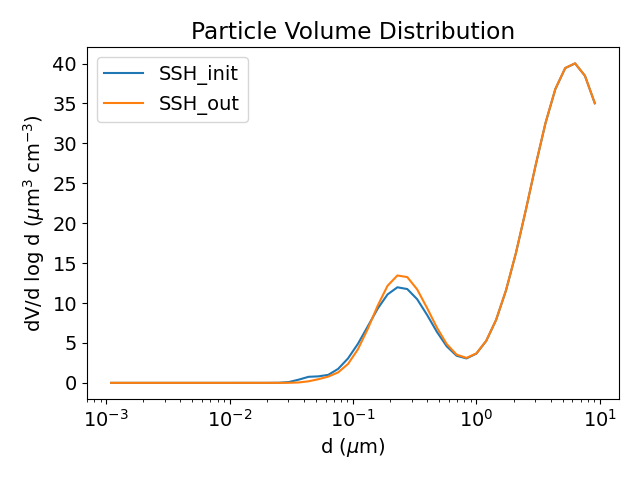 Particle Volume Distribution
SSH_init
SSH_out
dV/d log d (μm³ cm⁻³)
40
35
30
25
20
15
10
5
0
10⁻³ 10⁻² 10⁻¹ 10⁰ 10¹
d (μm)